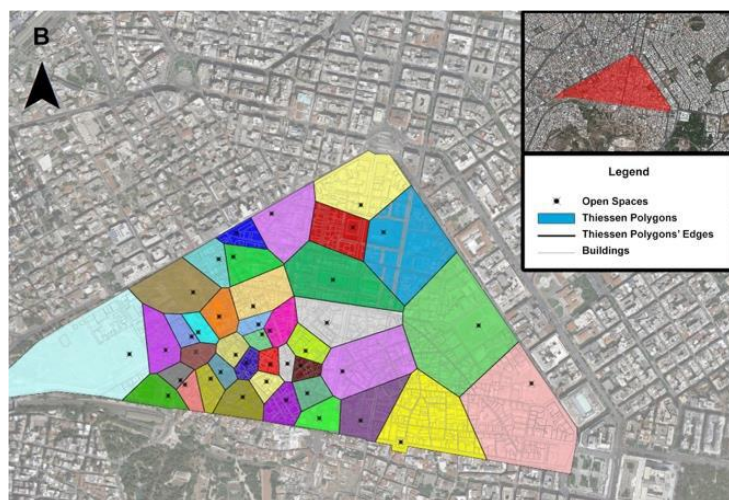 B
Legend
Open Spaces
Thiessen Polygons
Thiessen Polygons' Edges
Buildings